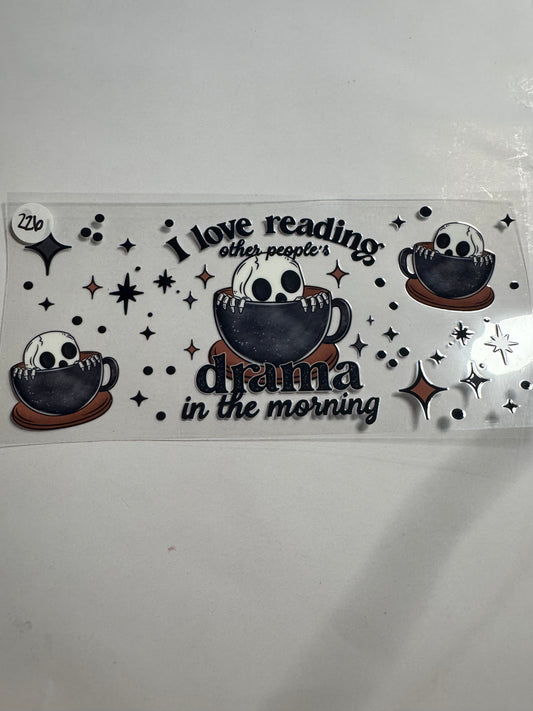 226
I love reading
other people's
drama
in the morning